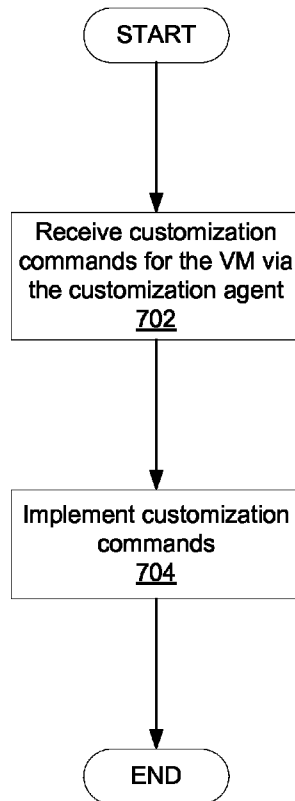 START
Receive customization
commands for the VM via
the customization agent
702
Implement customization
commands
704
END